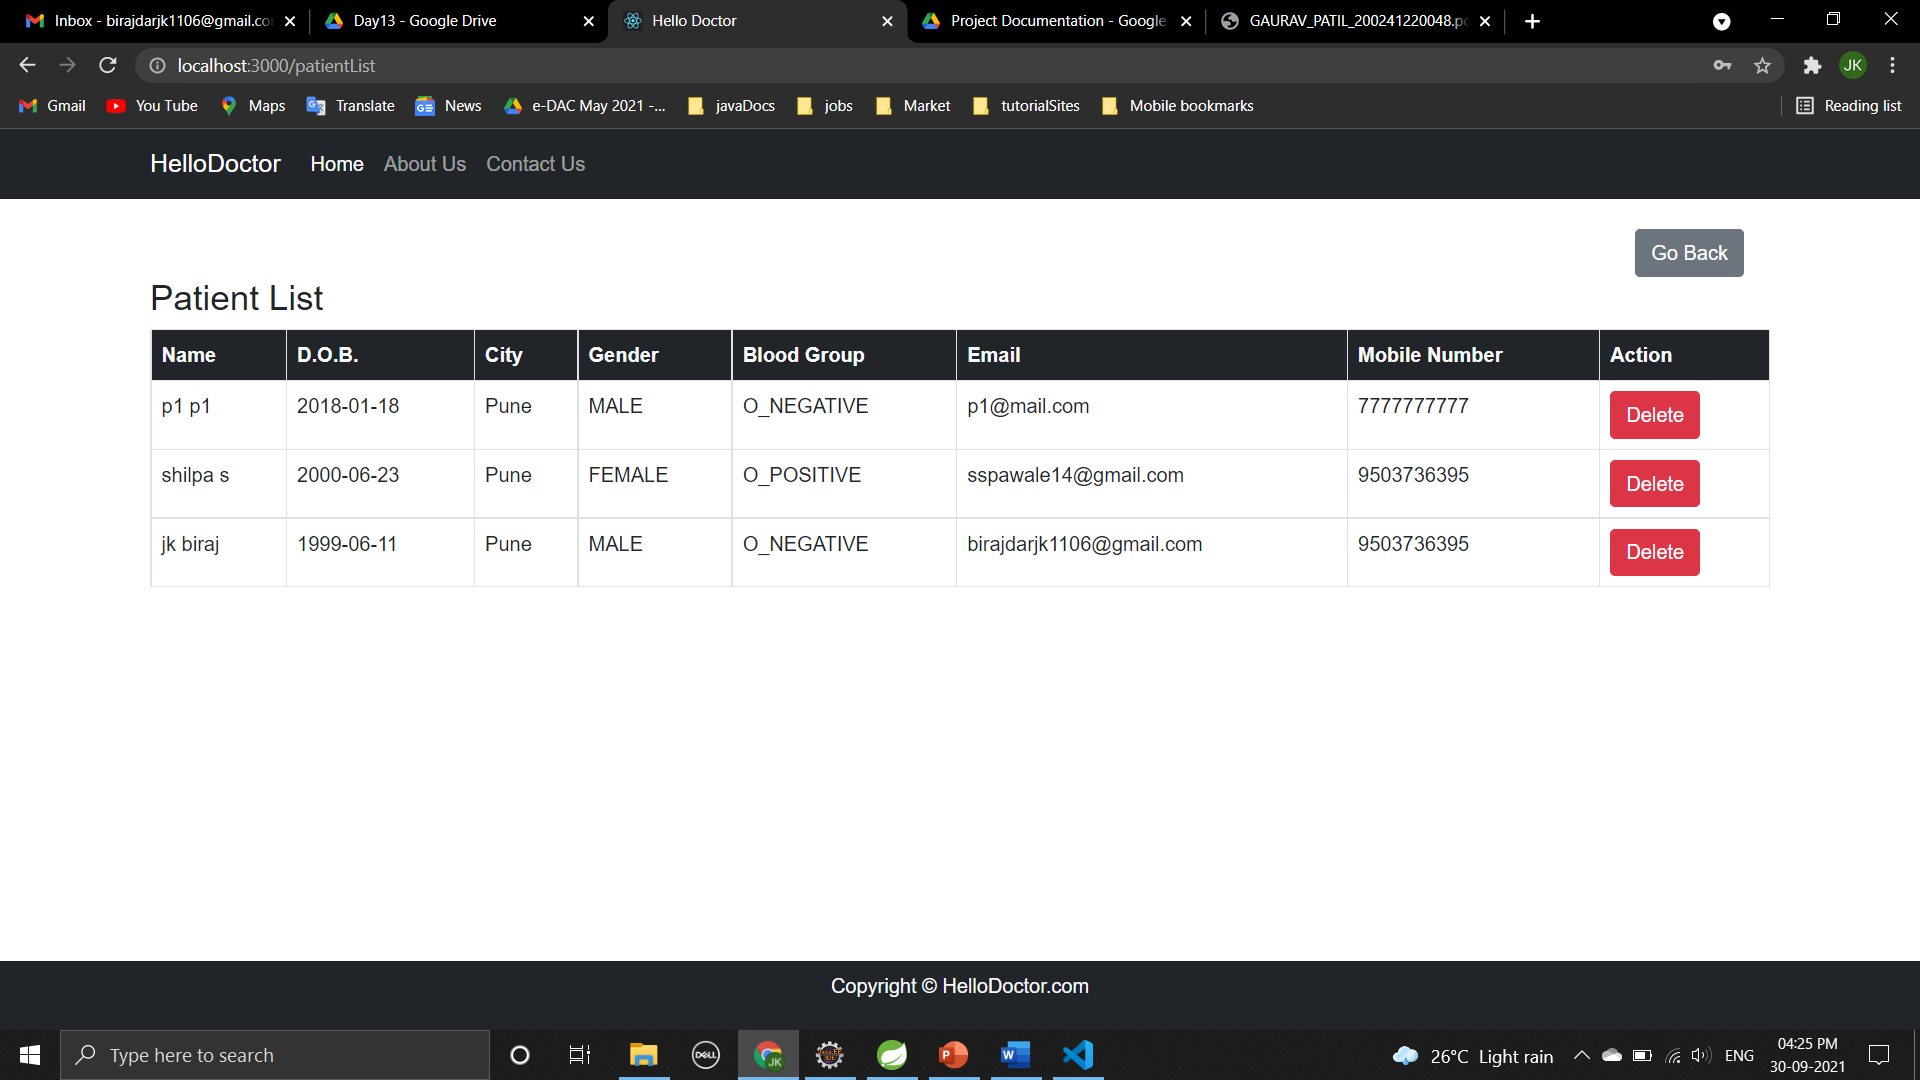 Inbox - birajdarjk1106@gmail.co
Day13 - Google Drive
Hello Doctor
Project Documentation - Google
GAURAV_PATIL_200241220048.p
localhost:3000/patientList
JK
Gmail
You Tube
Maps
Translate
News
e-DAC May 2021 -...
javaDocs
jobs
Market
tutorialSites
Mobile bookmarks
Reading list
HelloDoctor Home About Us Contact Us
Go Back
Patient List
Name D.O.B. City Gender Blood Group Email Mobile Number Action
p1 p1 2018-01-18 Pune MALE O_NEGATIVE p1@mail.com 7777777777 Delete
shilpa s 2000-06-23 Pune FEMALE O_POSITIVE sspawale14@gmail.com 9503736395 Delete
jk biraj 1999-06-11 Pune MALE O_NEGATIVE birajdarjk1106@gmail.com 9503736395 Delete
Copyright © HelloDoctor.com
Type here to search
DELL
JK
26°C Light rain
ENG
04:25 PM
30-09-2021